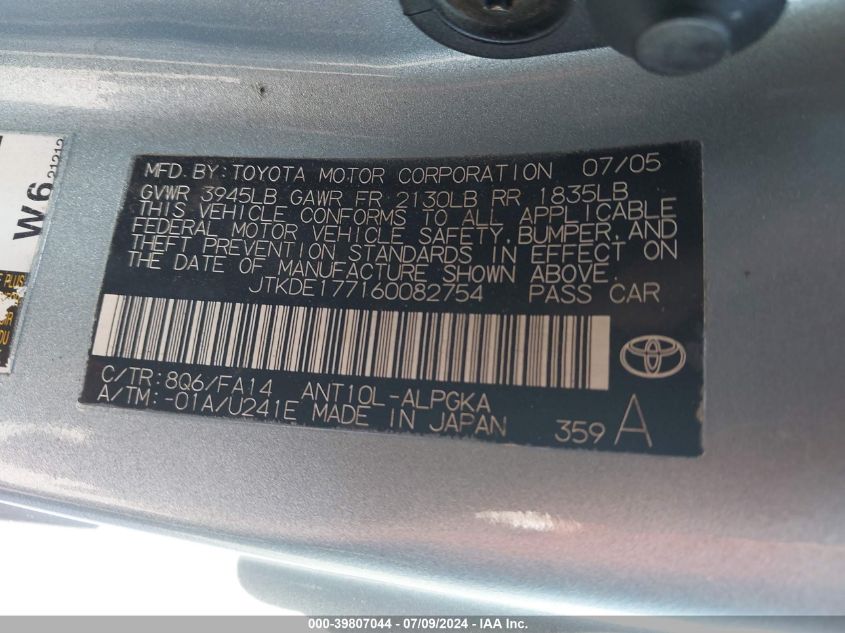 MFD. BY: TOYOTA MOTOR CORPORATION 07/05
GVWR 3945LB GAWR FR 2130LB RR 1835LB
THIS VEHICLE CONFORMS TO ALL APPLICABLE
FEDERAL MOTOR VEHICLE SAFETY, BUMPER, AND
THEFT PREVENTION STANDARDS IN EFFECT ON
THE DATE OF MANUFACTURE SHOWN ABOVE.
JTKDE177160082754 PASS CAR
C/TR: 8Q6/FA14 ANT10L-ALPGKA
A/TM: -01A/U241E MADE IN JAPAN 359 A
W6 21212
PLUS
000-39807044 - 07/09/2024 - IAA Inc.